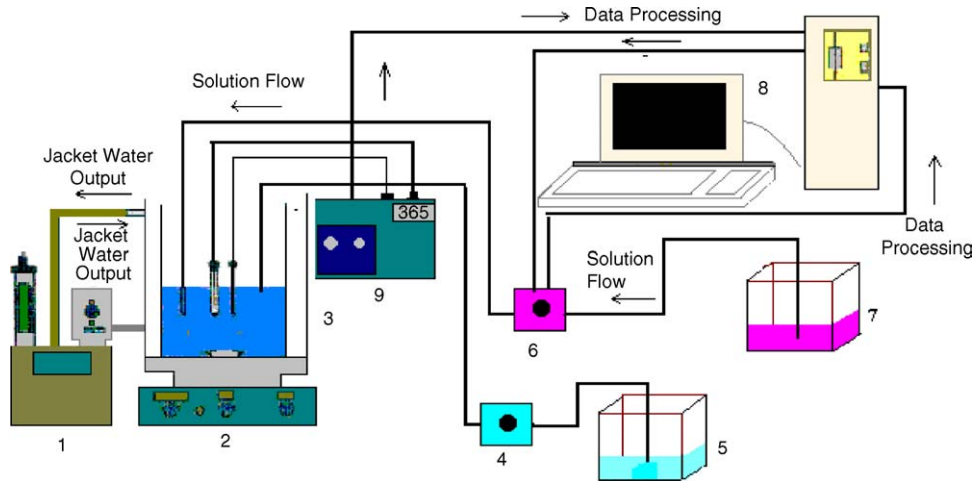 Data Processing
Solution Flow
8
Jacket Water
Output
Jacket
Water
Output
365
9
3
Data
Processing
Solution
Flow
7
6
1
2
4
5